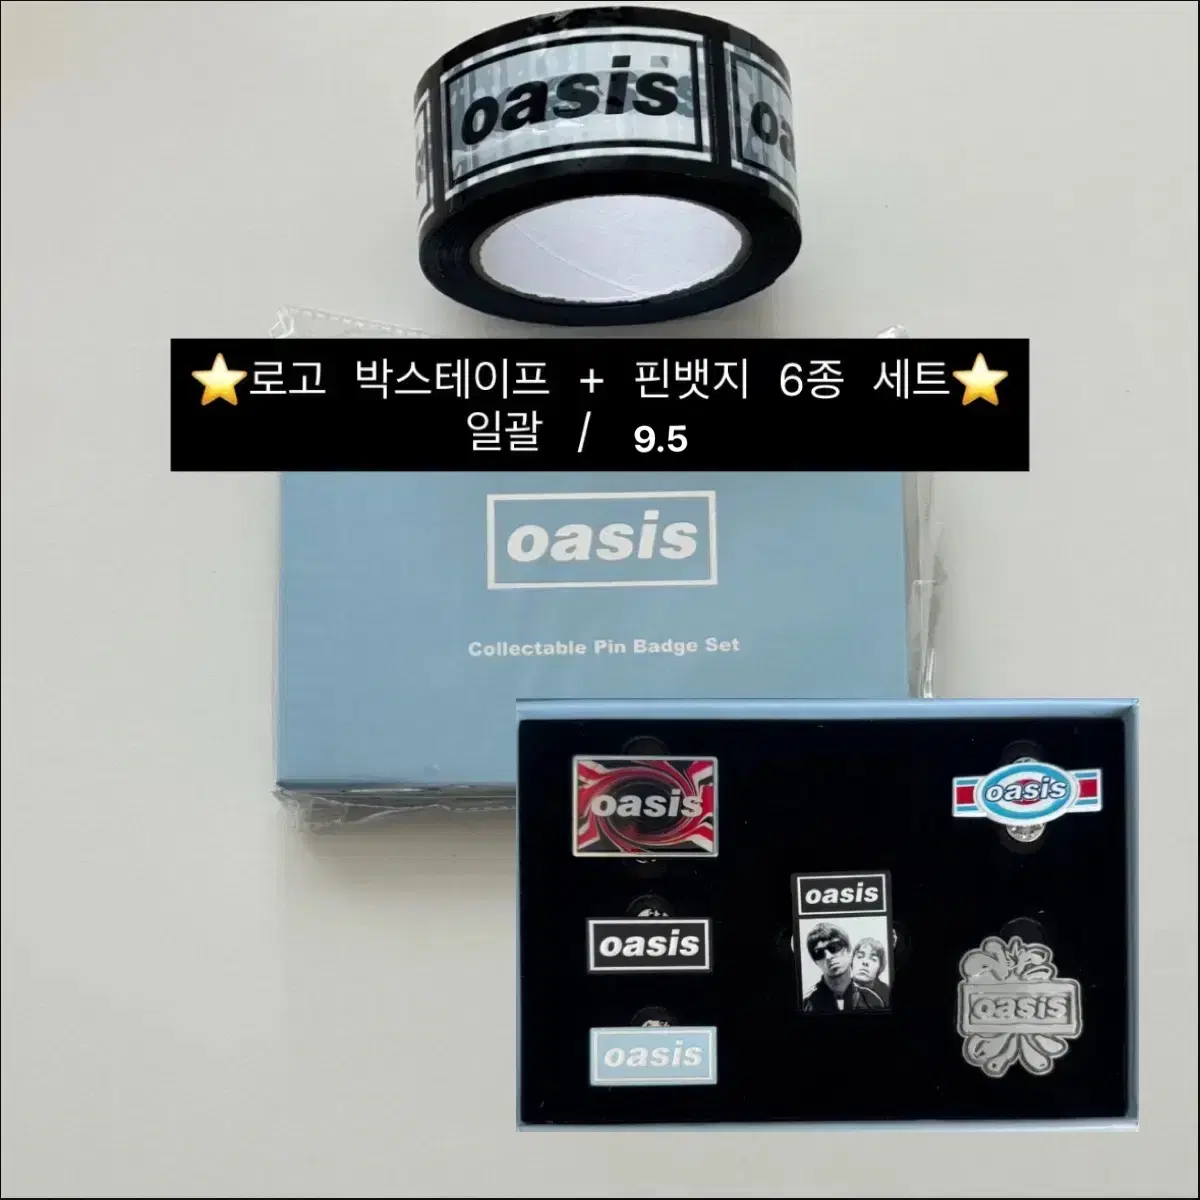 oasis
oa
⭐로고 박스테이프 + 핀뱃지 6종 세트⭐
일괄 / 9.5
oasis
Collectable Pin Badge Set
oasis
oasis
oasis
oasis
oasis
oasis